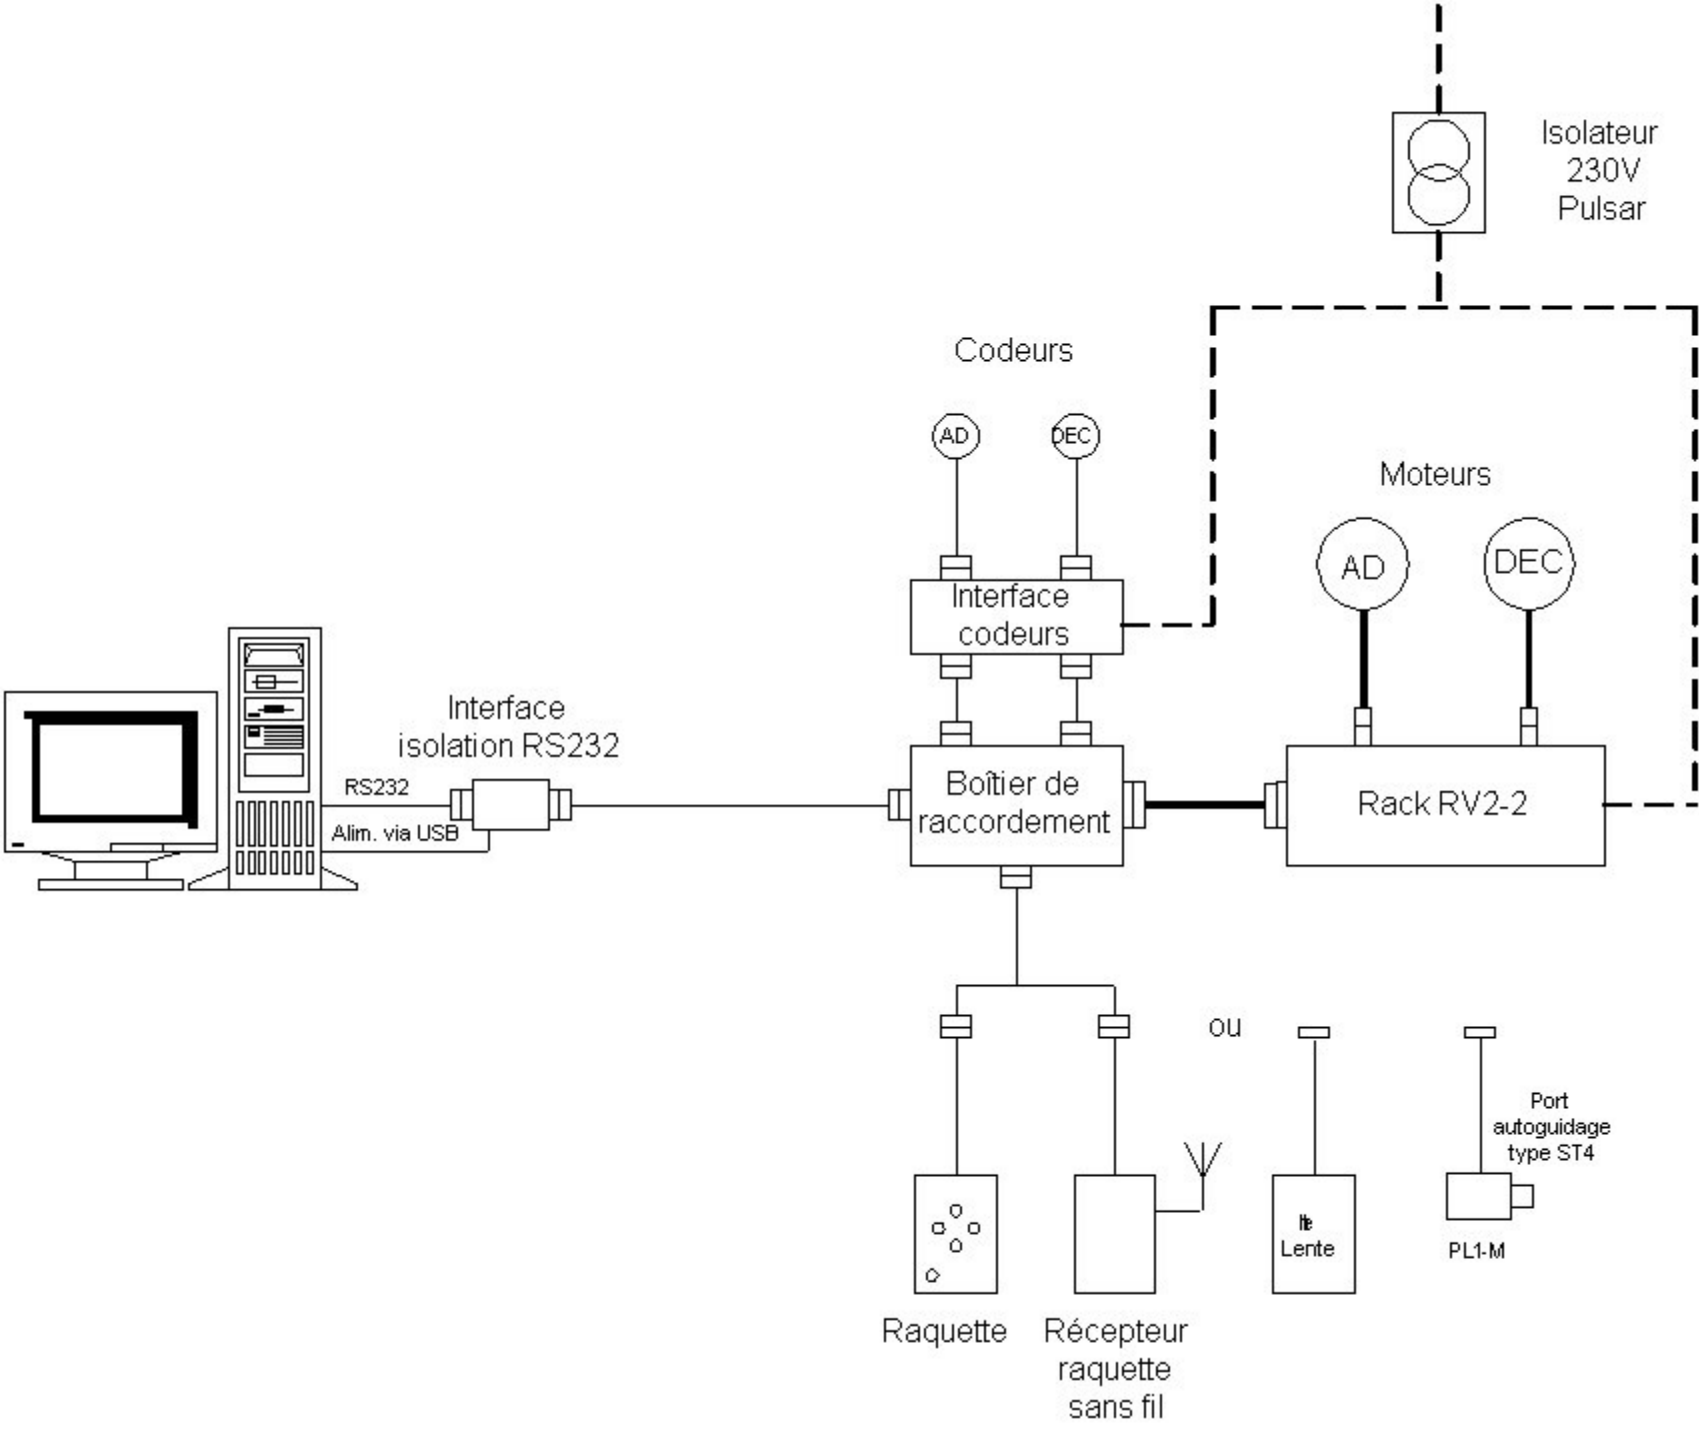 Isolateur
230V
Pulsar
Codeurs
AD
DEC
Moteurs
AD
DEC
Interface
codeurs
Interface
isolation RS232
RS232
Alim. via USB
Boîtier de
raccordement
Rack RV2-2
ou
Port
autoguidage
type ST4
Lente
PL1-M
Raquette
Récepteur
raquette
sans fil